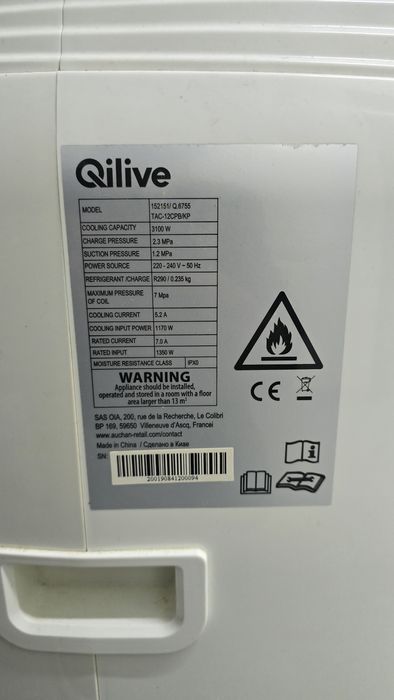 Qilive
MODEL 152151/ Q.6755
TAC-12CPB/KP
COOLING CAPACITY 3100 W
CHARGE PRESSURE 2.3 MPa
SUCTION PRESSURE 1.2 MPa
POWER SOURCE 220 - 240 V ~ 50 Hz
REFRIGERANT /CHARGE R290 / 0.235 kg
MAXIMUM PRESSURE OF COIL 7 Mpa
COOLING CURRENT 5.2 A
COOLING INPUT POWER 1170 W
RATED CURRENT 7.0 A
RATED INPUT 1350 W
MOISTURE RESISTANCE CLASS IPX0
WARNING
Appliance should be installed,
operated and stored in a room with a floor
area larger than 13 m²
SAS OIA, 200, rue de la Recherche, Le Colibri
BP 169, 59650 Villeneuve d'Ascq, Francei
www.auchan-retail.com/contact
Made in China / Сделано в Кизе
SN:
200190841200094
CE
i